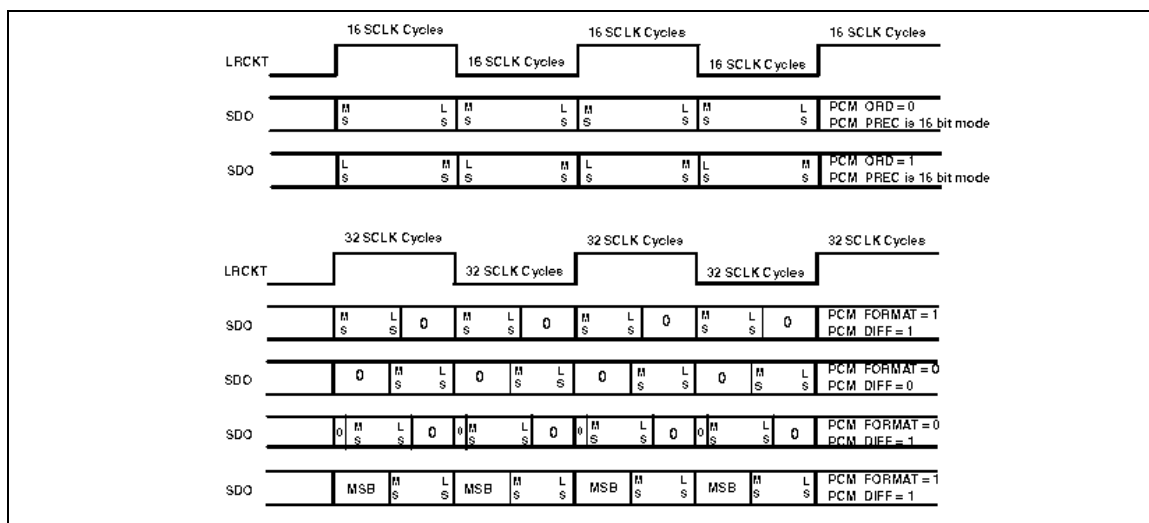 16 SCLK Cycles 16 SCLK Cycles 16 SCLK Cycles
LRCKT 16 SCLK Cycles 16 SCLK Cycles
SDO M S L S M S L S M S L S M S L S PCM ORD = 0
PCM PREC is 16 bit mode
SDO L S M S L S M S L S M S L S M S PCM ORD = 1
PCM PREC is 16 bit mode
32 SCLK Cycles 32 SCLK Cycles 32 SCLK Cycles
LRCKT 32 SCLK Cycles 32 SCLK Cycles
SDO M S L S 0 M S L S 0 M S L S 0 M S L S 0 PCM FORMAT = 1
PCM DIFF = 1
SDO 0 M S L S 0 M S L S 0 M S L S 0 M S L S PCM FORMAT = 0
PCM DIFF = 0
SDO 0 M S L S 0 0 M S L S 0 0 M S L S 0 0 M S L S 0 PCM FORMAT = 0
PCM DIFF = 1
SDO MSB M S L S MSB M S L S MSB M S L S MSB M S L S PCM FORMAT = 1
PCM DIFF = 1